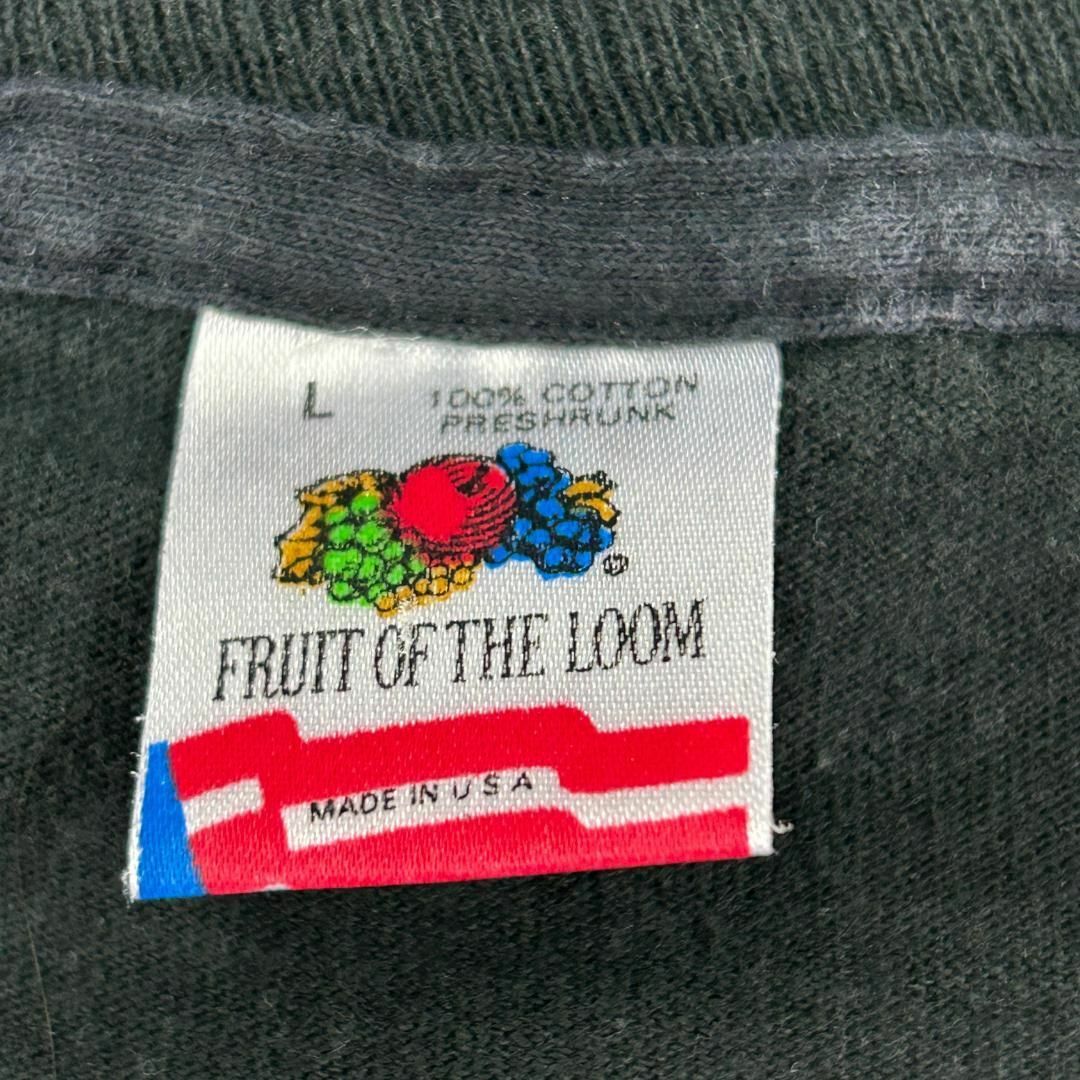 L 100% COTTON
PRESHRUNK
®
FRUIT OF THE LOOM
MADE IN U S A